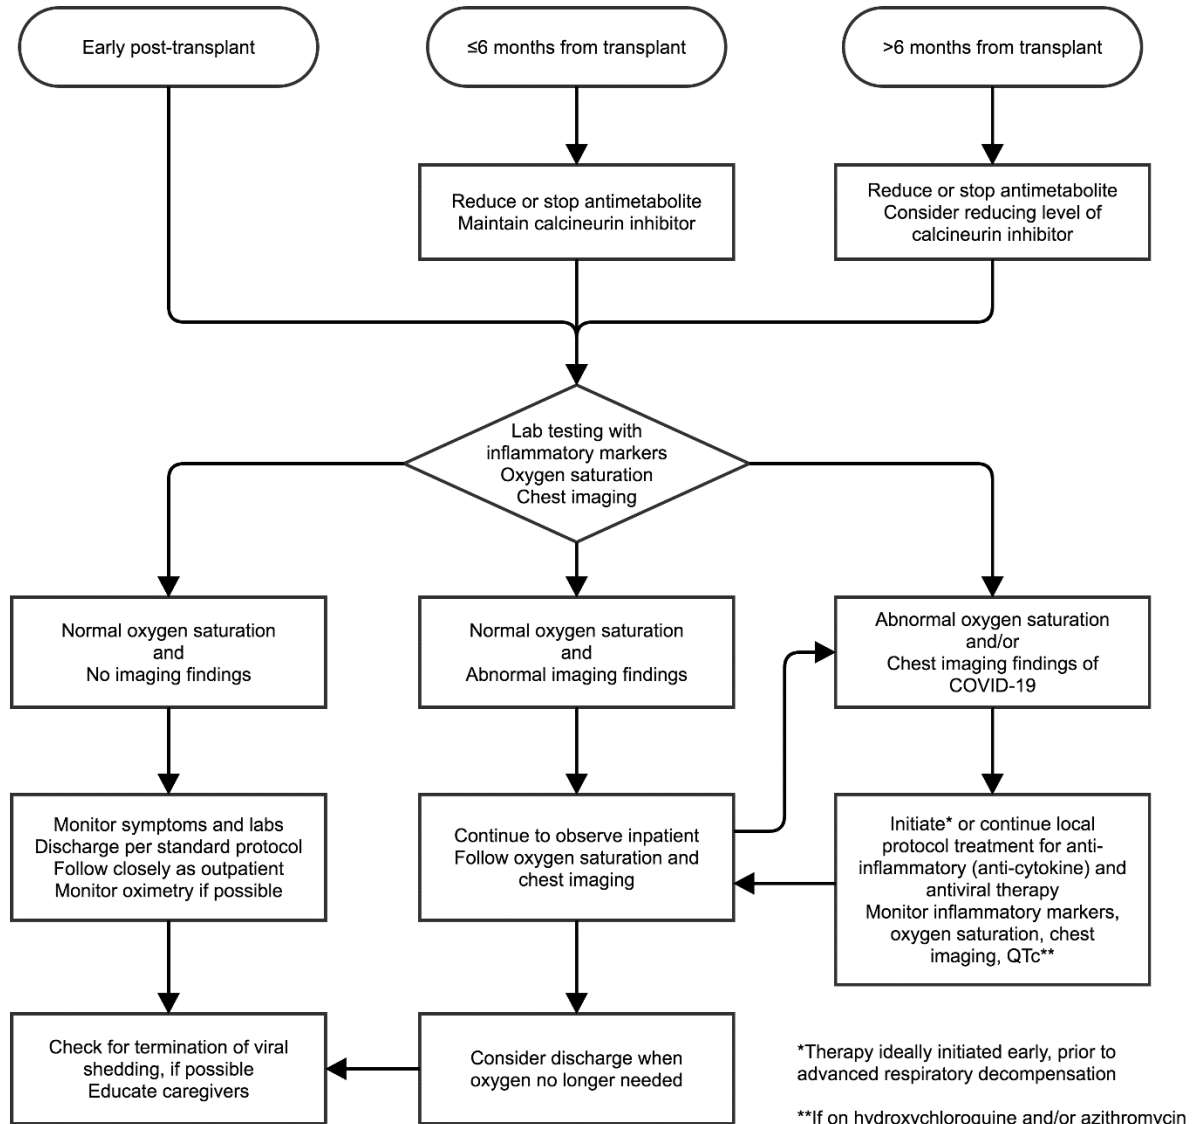 Early post-transplant
≤6 months from transplant
>6 months from transplant
Reduce or stop antimetabolite
Maintain calcineurin inhibitor
Reduce or stop antimetabolite
Consider reducing level of
calcineurin inhibitor
Lab testing with
inflammatory markers
Oxygen saturation
Chest imaging
Normal oxygen saturation
and
No imaging findings
Normal oxygen saturation
and
Abnormal imaging findings
Abnormal oxygen saturation
and/or
Chest imaging findings of
COVID-19
Monitor symptoms and labs
Discharge per standard protocol
Follow closely as outpatient
Monitor oximetry if possible
Continue to observe inpatient
Follow oxygen saturation and
chest imaging
Initiate* or continue local
protocol treatment for anti-
inflammatory (anti-cytokine) and
antiviral therapy
Monitor inflammatory markers,
oxygen saturation, chest
imaging, QTc**
Check for termination of viral
shedding, if possible
Educate caregivers
Consider discharge when
oxygen no longer needed
*Therapy ideally initiated early, prior to
advanced respiratory decompensation
**If on hydroxychloroquine and/or azithromycin